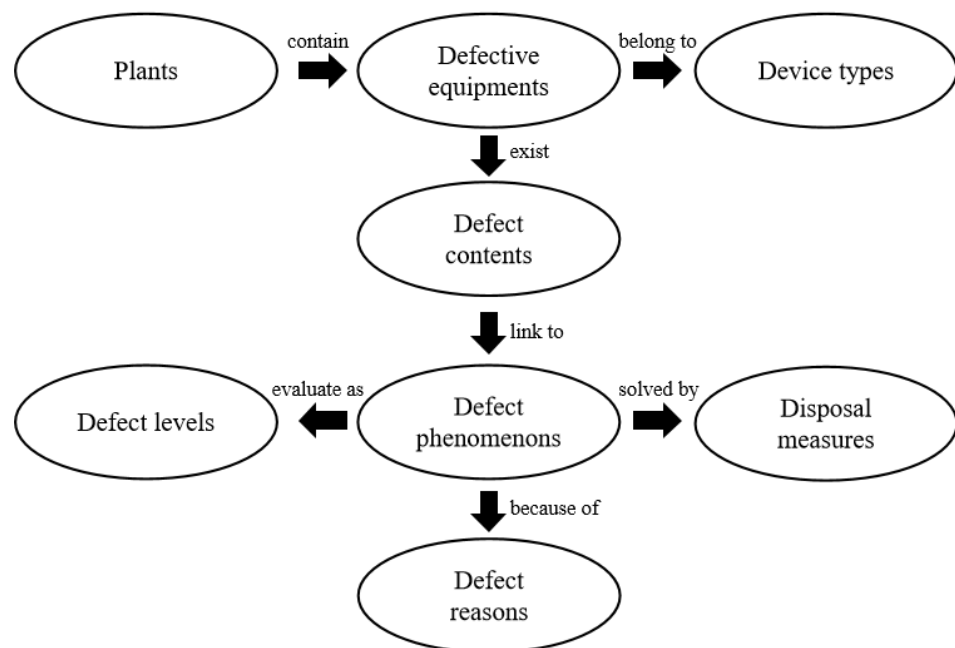 contain
belong to
Plants
Defective
equipments
Device types
exist
Defect
contents
link to
evaluate as
solved by
Defect levels
Defect
phenomenons
Disposal
measures
because of
Defect
reasons